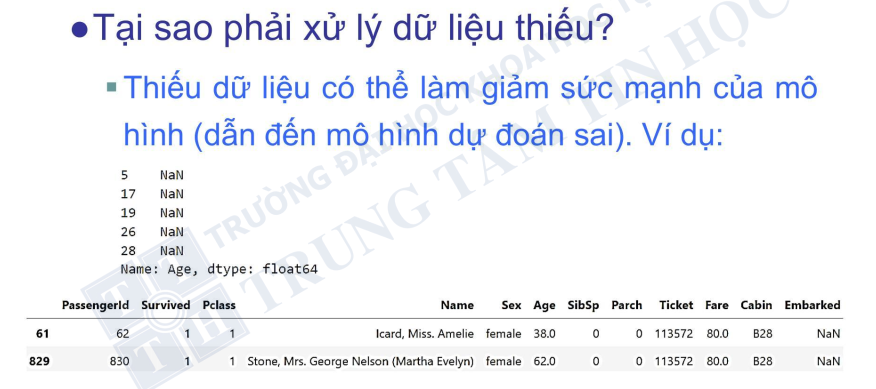 ●Tại sao phải xử lý dữ liệu thiếu?
▪Thiếu dữ liệu có thể làm giảm sức mạnh của mô
hình (dẫn đến mô hình dự đoán sai). Ví dụ:
5 NaN
17 NaN
19 NaN
26 NaN
28 NaN
Name: Age, dtype: float64
PassengerId Survived Pclass Name Sex Age SibSp Parch Ticket Fare Cabin Embarked
61 62 1 1 Icard, Miss. Amelie female 38.0 0 0 113572 80.0 B28 NaN
829 830 1 1 Stone, Mrs. George Nelson (Martha Evelyn) female 62.0 0 0 113572 80.0 B28 NaN
TRƯỜNG ĐẠI HỌC KHOA HỌC
TRUNG TÂM TIN HỌC